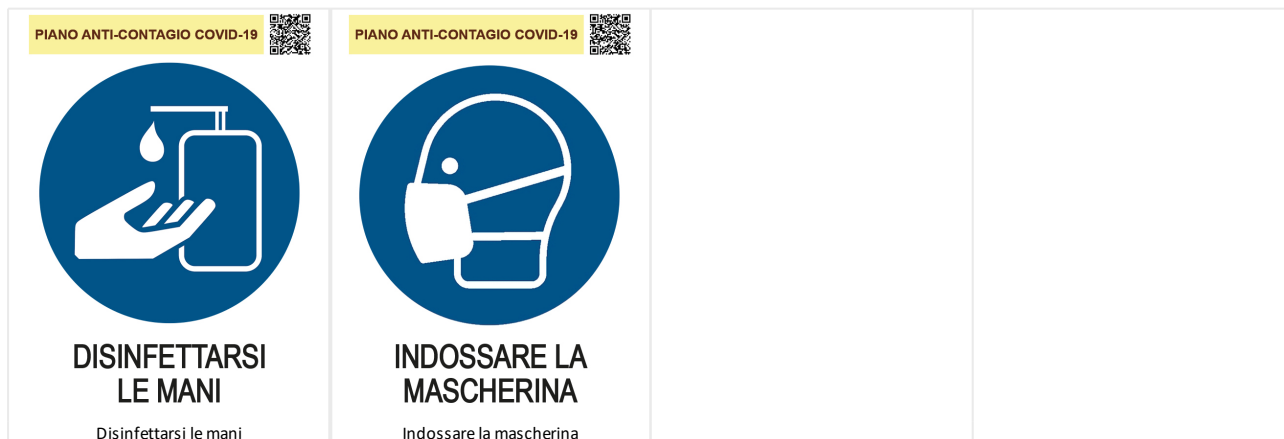 PIANO ANTI-CONTAGIO COVID-19
DISINFETTARSI
LE MANI
Disinfettarsi le mani
PIANO ANTI-CONTAGIO COVID-19
INDOSSARE LA
MASCHERINA
Indossare la mascherina